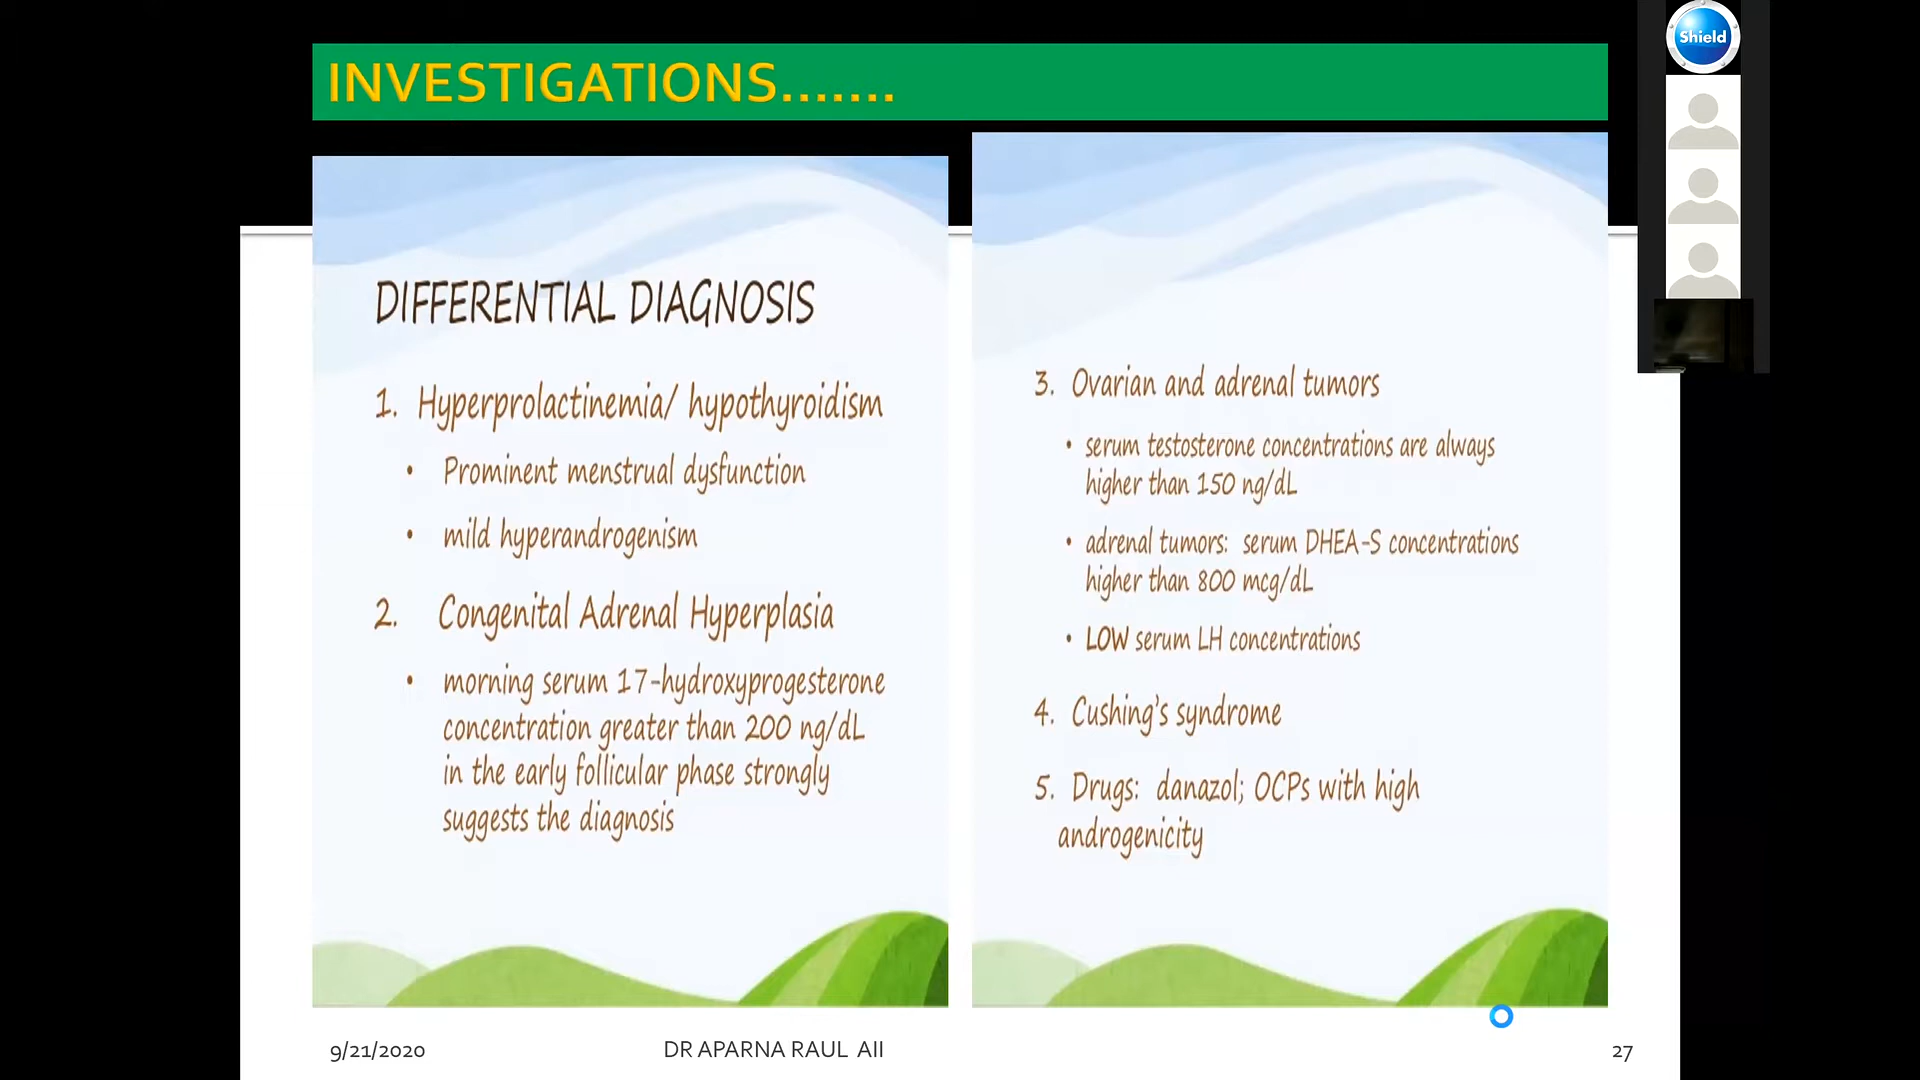 INVESTIGATIONS.......
Shield
DIFFERENTIAL DIAGNOSIS
1. Hyperprolactinemia/ hypothyroidism
• Prominent menstrual dysfunction
• mild hyperandrogenism
2. Congenital Adrenal Hyperplasia
• morning serum 17-hydroxyprogesterone
concentration greater than 200 ng/dL
in the early follicular phase strongly
suggests the diagnosis
3. Ovarian and adrenal tumors
• serum testosterone concentrations are always
higher than 150 ng/dL
• adrenal tumors: serum DHEA-S concentrations
higher than 800 mcg/dL
• LOW serum LH concentrations
4. Cushing's syndrome
5. Drugs: danazol; OCPs with high
androgenicity
9/21/2020
DR APARNA RAUL AII
27